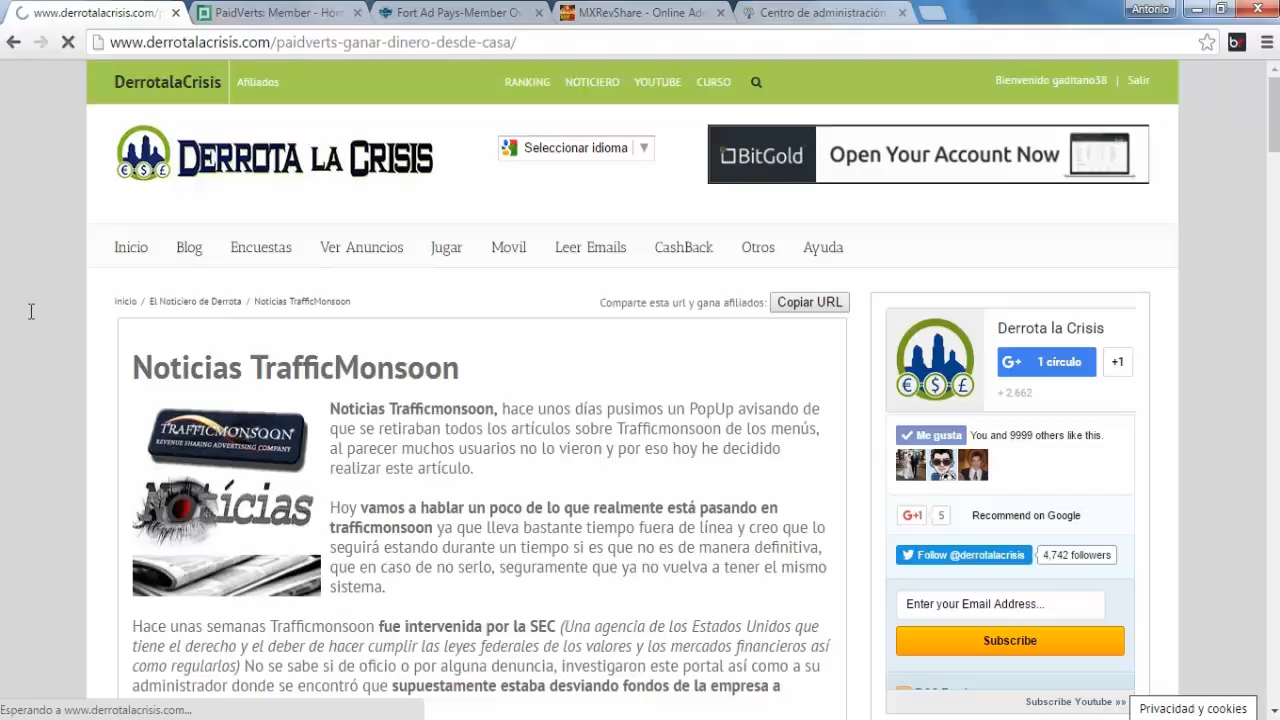 Antonio
www.derrotalacrisis.com/p
PaidVerts: Member - Hom
Fort Ad Pays-Member Ov
MXRevShare - Online Adv
Centro de administración
www.derrotalacrisis.com/paidverts-ganar-dinero-desde-casa/
DerrotalaCrisis
Afiliados
RANKING NOTICIERO YOUTUBE CURSO
Bienvenido gaditano38 | Salir
DERROTA LA CRISIS
Seleccionar idioma
BitGold
Open Your Account Now
Inicio Blog Encuestas Ver Anuncios Jugar Movil Leer Emails CashBack Otros Ayuda
Inicio / El Noticiero de Derrota / Noticias TrafficMonsoon
Comparte esta url y gana afiliados:
Copiar URL
Noticias TrafficMonsoon
TRAFFICMONSOON
REVENUE SHARING ADVERTISING COMPANY
Noticias
Noticias Trafficmonsoon, hace unos días pusimos un PopUp avisando de
que se retiraban todos los artículos sobre Trafficmonsoon de los menús,
al parecer muchos usuarios no lo vieron y por eso hoy he decidido
realizar este artículo.
Hoy vamos a hablar un poco de lo que realmente está pasando en
trafficmonsoon ya que lleva bastante tiempo fuera de línea y creo que lo
seguirá estando durante un tiempo si es que no es de manera definitiva,
que en caso de no serlo, seguramente que ya no vuelva a tener el mismo
sistema.
Hace unas semanas Trafficmonsoon fue intervenida por la SEC (Una agencia de los Estados Unidos que
tiene el derecho y el deber de hacer cumplir las leyes federales de los valores y los mercados financieros así
como regularlos) No se sabe si de oficio o por alguna denuncia, investigaron este portal así como a su
administrador donde se encontró que supuestamente estaba desviando fondos de la empresa a
Derrota la Crisis
G+ 1 círculo
+1
+ 2.662
Me gusta
You and 9999 others like this.
G+1
5
Recommend on Google
Follow @derrotalacrisis
4,742 followers
Enter your Email Address...
Subscribe
Subscribe Youtube »»
Esperando a www.derrotalacrisis.com...
Privacidad y cookies